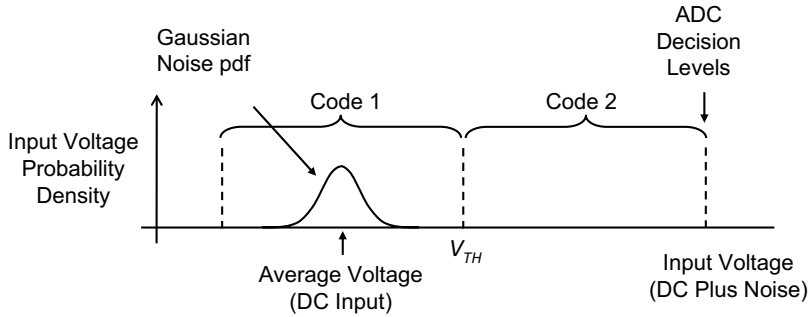 Gaussian
Noise pdf
ADC
Decision
Levels
Code 1
Code 2
Input Voltage
Probability
Density
V_TH
Average Voltage
(DC Input)
Input Voltage
(DC Plus Noise)